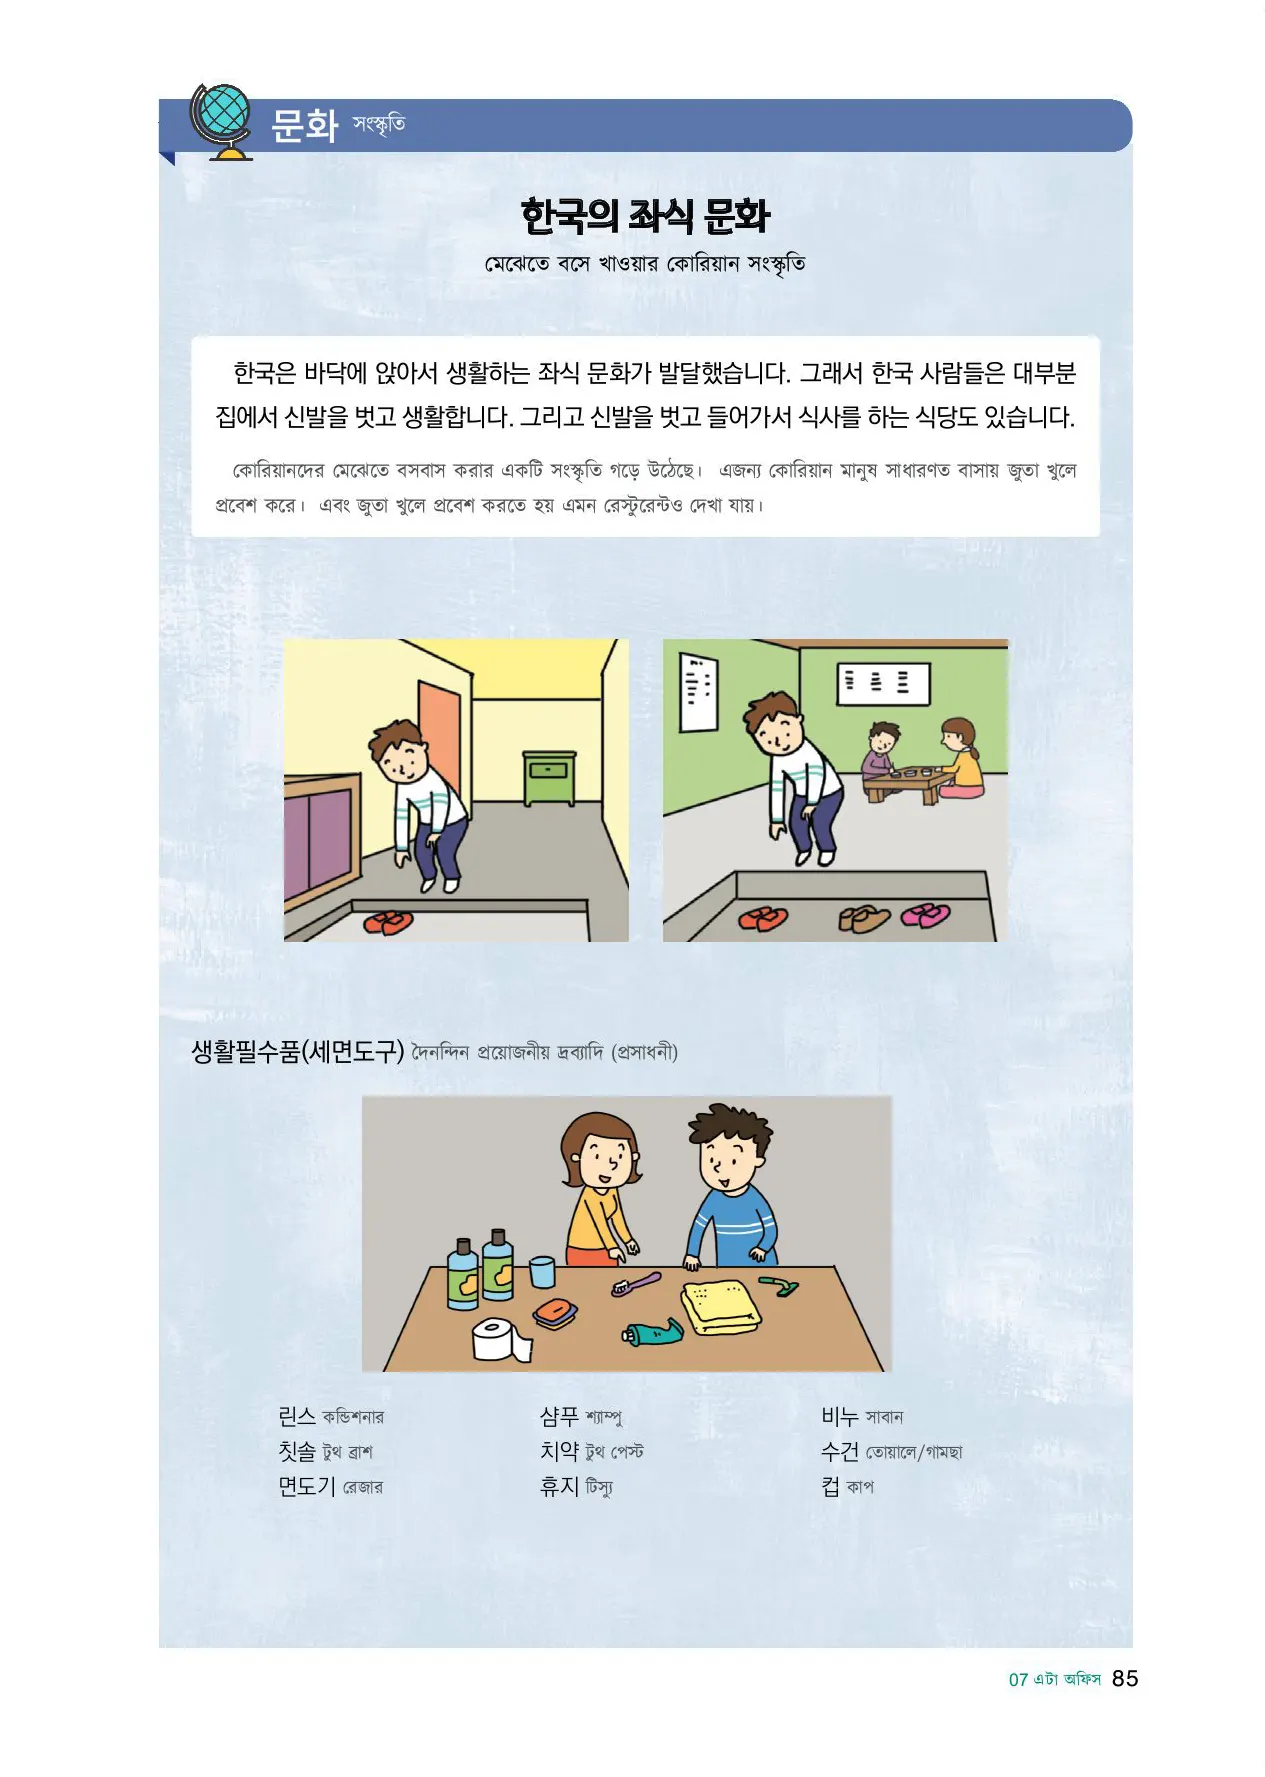 문화 সংস্কৃতি
한국의 좌식 문화
মেঝেতে বসে খাওয়ার কোরিয়ান সংস্কৃতি
한국은 바닥에 앉아서 생활하는 좌식 문화가 발달했습니다. 그래서 한국 사람들은 대부분
집에서 신발을 벗고 생활합니다. 그리고 신발을 벗고 들어가서 식사를 하는 식당도 있습니다.
কোরিয়ানদের মেঝেতে বসবাস করার একটি সংস্কৃতি গড়ে উঠেছে। এজন্য কোরিয়ান মানুষ সাধারণত বাসায় জুতা খুলে
প্রবেশ করে। এবং জুতা খুলে প্রবেশ করতে হয় এমন রেস্টুরেন্টও দেখা যায়।
생활필수품(세면도구) দৈনন্দিন প্রয়োজনীয় দ্রব্যাদি (প্রসাধনী)
린스 কন্ডিশনার 샴푸 শ্যাম্পু 비누 সাবান
칫솔 টুথ ব্রাশ 치약 টুথ পেস্ট 수건 তোয়ালে/গামছা
면도기 রেজার 휴지 টিস্যু 컵 কাপ
07 এটা অফিস 85